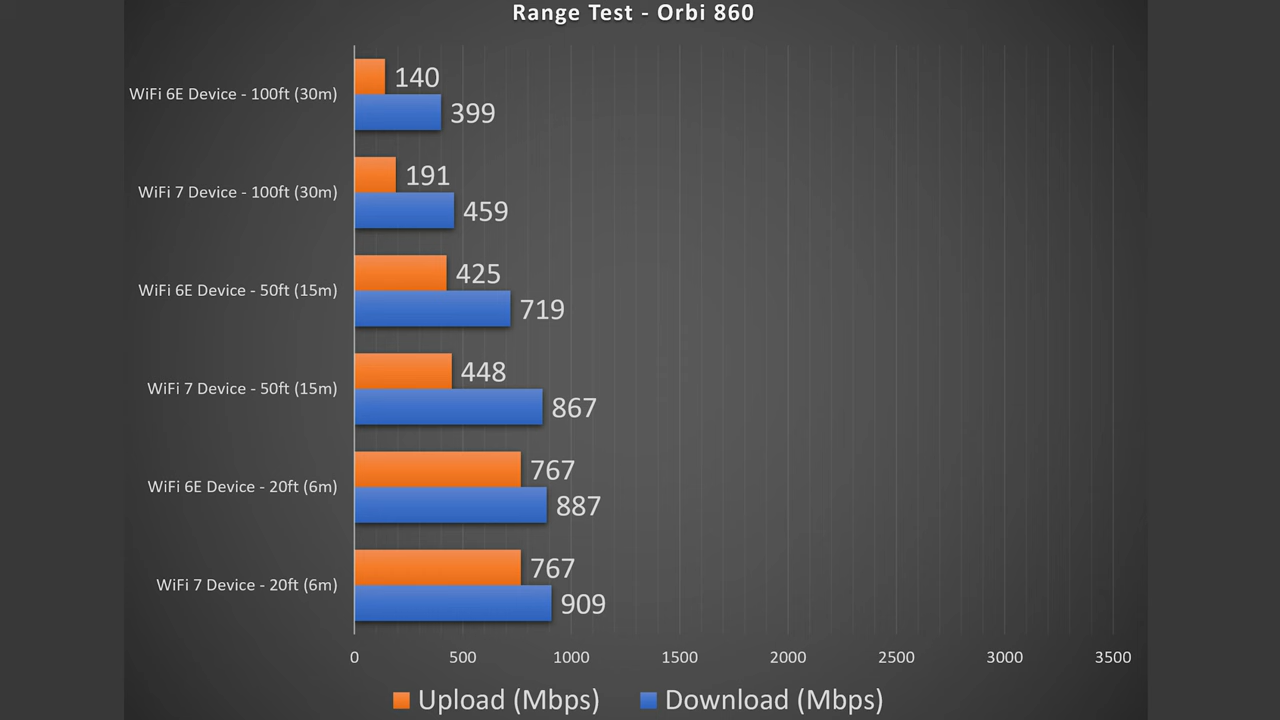 Range Test - Orbi 860
WiFi 6E Device - 100ft (30m)
140
399
WiFi 7 Device - 100ft (30m)
191
459
WiFi 6E Device - 50ft (15m)
425
719
WiFi 7 Device - 50ft (15m)
448
867
WiFi 6E Device - 20ft (6m)
767
887
WiFi 7 Device - 20ft (6m)
767
909
0 500 1000 1500 2000 2500 3000 3500
Upload (Mbps) Download (Mbps)